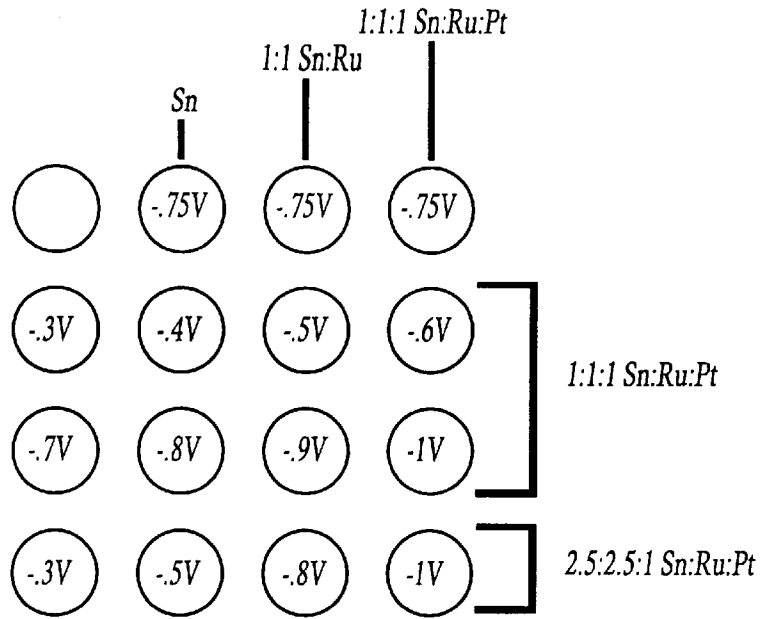 1:1:1 Sn:Ru:Pt
1:1 Sn:Ru
Sn
-.75V -.75V -.75V
-.3V -.4V -.5V -.6V
1:1:1 Sn:Ru:Pt
-.7V -.8V -.9V -1V
-.3V -.5V -.8V -1V
2.5:2.5:1 Sn:Ru:Pt